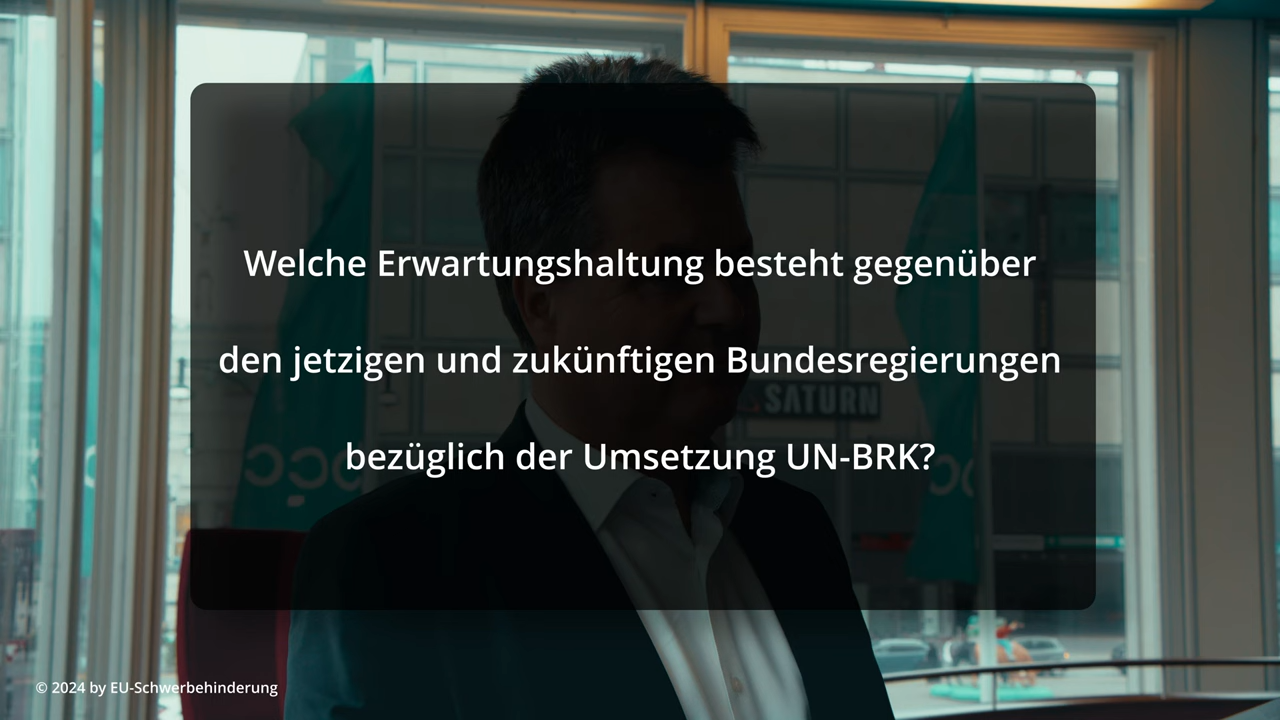 Welche Erwartungshaltung besteht gegenüber
den jetzigen und zukünftigen Bundesregierungen
bezüglich der Umsetzung UN-BRK?
SATURN
© 2024 by EU-Schwerbehinderung